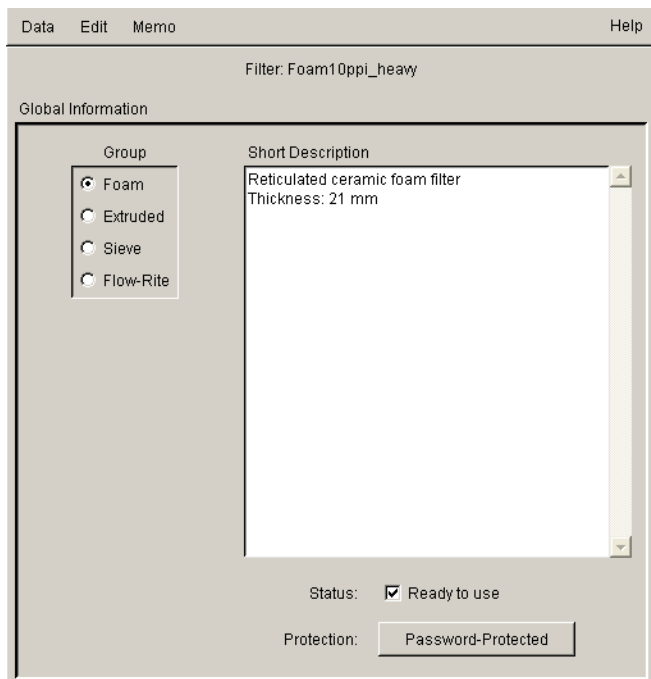 Data Edit Memo Help
Filter: Foam10ppi_heavy
Global Information
Group
Foam
Extruded
Sieve
Flow-Rite
Short Description
Reticulated ceramic foam filter
Thickness: 21 mm
Status: Ready to use
Protection: Password-Protected